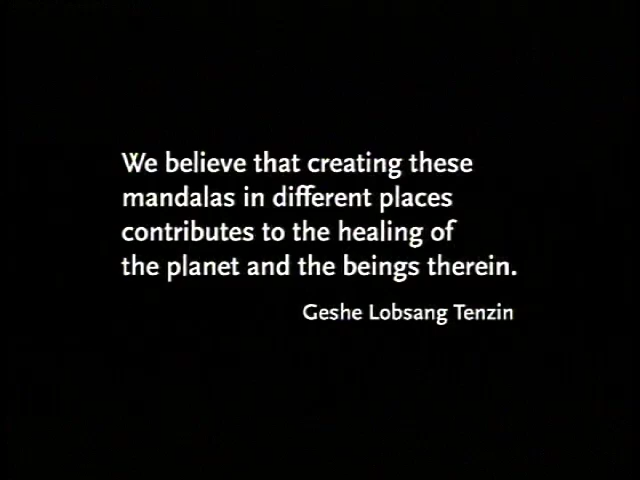 We believe that creating these
mandalas in different places
contributes to the healing of
the planet and the beings therein.
Geshe Lobsang Tenzin